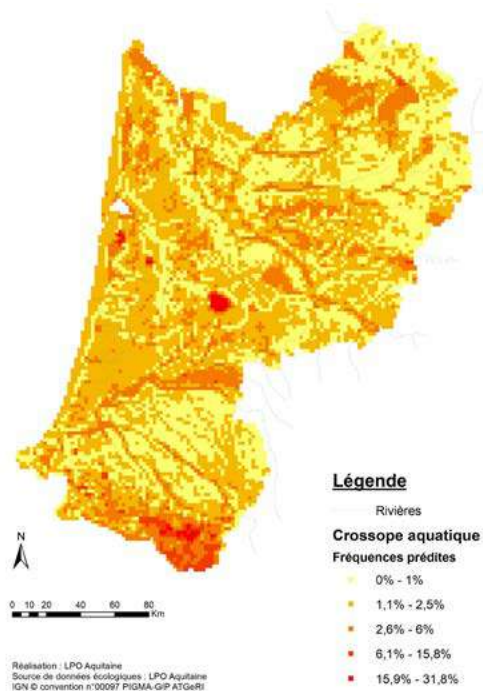 Légende
Rivières
Crossope aquatique
Fréquences prédites
0% - 1%
1,1% - 2,5%
2,6% - 6%
6,1% - 15,8%
15,9% - 31,8%
N
0 10 20 40 60 80
Km
Réalisation : LPO Aquitaine
Source de données écologiques : LPO Aquitaine
IGN © convention n°00097 PIGMA-GIP ATGeRI